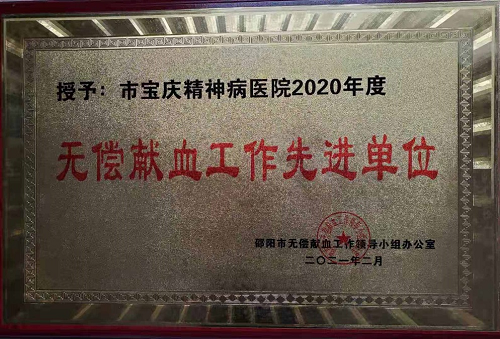 授予：市宝庆精神病医院2020年度
无偿献血工作先进单位
邵阳市无偿献血工作领导小组办公室
二〇二一年二月